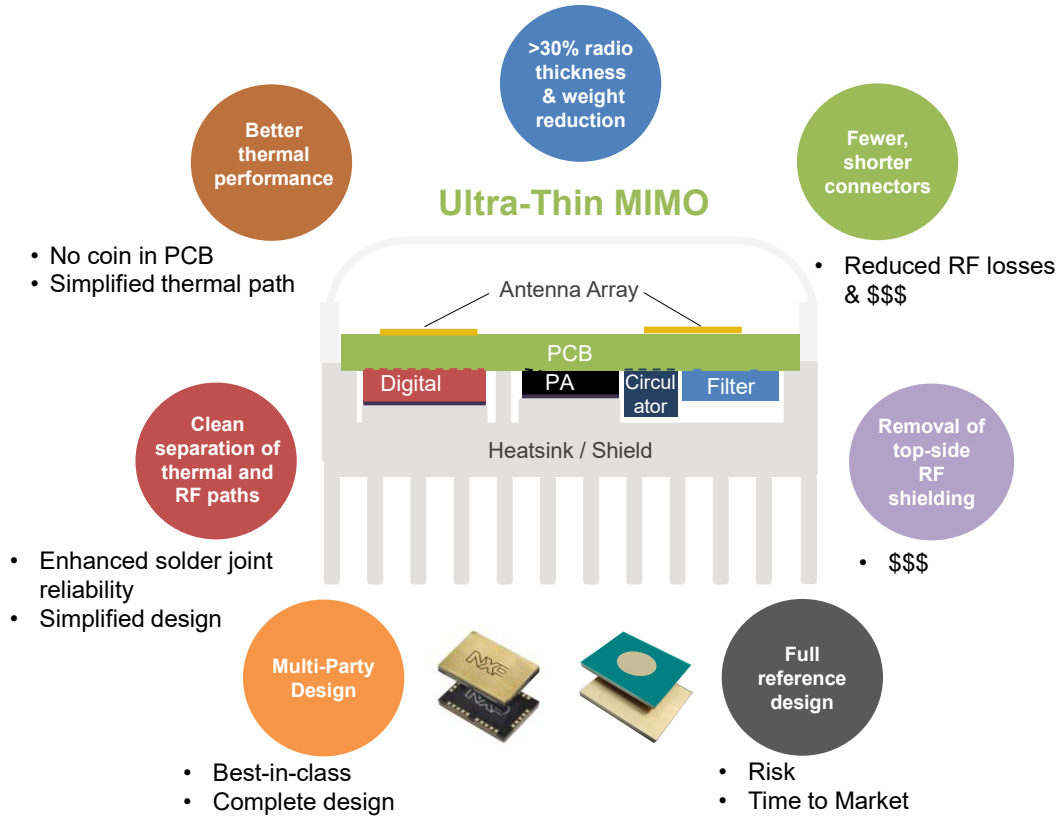 >30% radio
thickness
& weight
reduction
Better
thermal
performance
Fewer,
shorter
connectors
Ultra-Thin MIMO
• No coin in PCB
• Simplified thermal path
• Reduced RF losses
& $$$
Antenna Array
PCB
Digital
PA
Circul
ator
Filter
Heatsink / Shield
Clean
separation of
thermal and
RF paths
Removal of
top-side
RF
shielding
• Enhanced solder joint
reliability
• Simplified design
• $$$
Multi-Party
Design
NXP
NXP
Full
reference
design
• Best-in-class
• Complete design
• Risk
• Time to Market